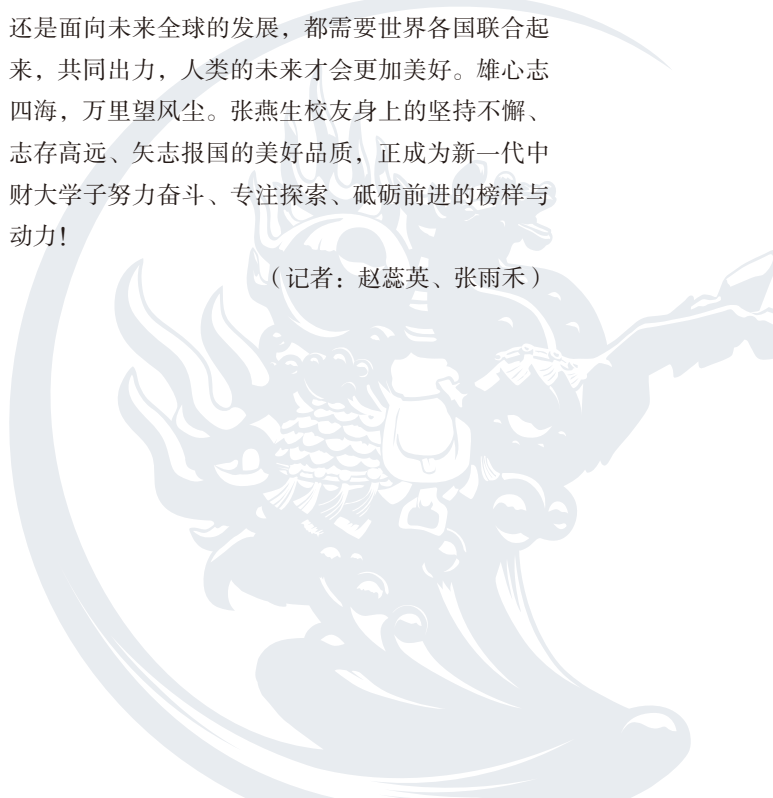 还是面向未来全球的发展，都需要世界各国联合起
来，共同出力，人类的未来才会更加美好。雄心志
四海，万里望风尘。张燕生校友身上的坚持不懈、
志存高远、矢志报国的美好品质，正成为新一代中
财大学子努力奋斗、专注探索、砥砺前进的榜样与
动力！
（记者：赵蕊英、张雨禾）